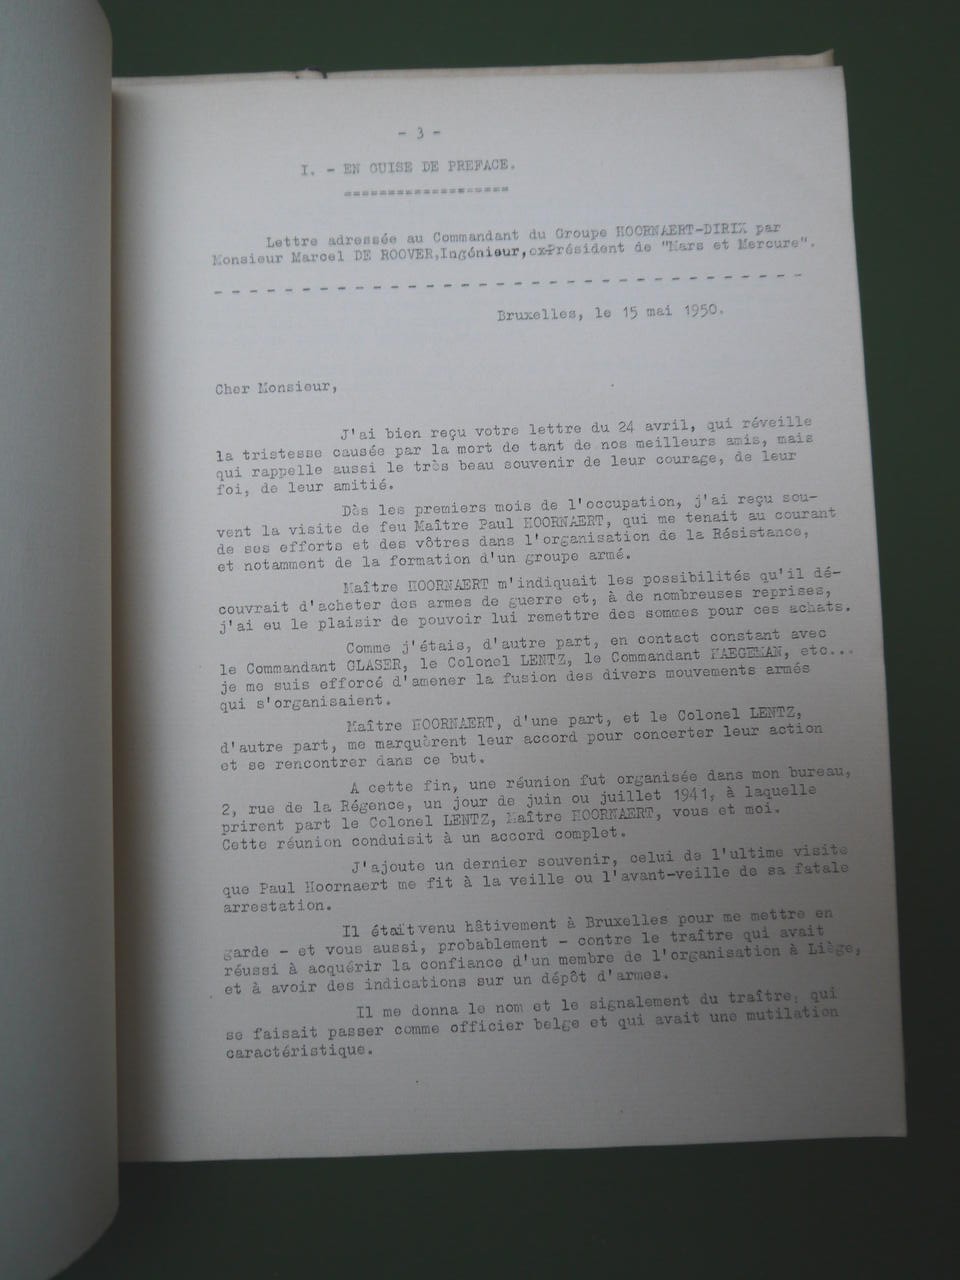 - 3 -
I. - EN GUISE DE PREFACE.
===================
Lettre adressée au Commandant du Groupe HOORNAERT-DIRIX par
Monsieur Marcel DE ROOVER,Ingénieur,exPrésident de "Mars et Mercure".
- - - - - - - - - - - - - - - - - - - - - - - - - - - - - -
Bruxelles, le 15 mai 1950.
Cher Monsieur,
J'ai bien reçu votre lettre du 24 avril, qui réveille
la tristesse causée par la mort de tant de nos meilleurs amis, mais
qui rappelle aussi le très beau souvenir de leur courage, de leur
foi, de leur amitié.
Dès les premiers mois de l'occupation, j'ai reçu sou-
vent la visite de feu Maître Paul HOORNAERT, qui me tenait au courant
de ses efforts et des vôtres dans l'organisation de la Résistance,
et notamment de la formation d'un groupe armé.
Maître HOORNAERT m'indiquait les possibilités qu'il dé-
couvrait d'acheter des armes de guerre et, à de nombreuses reprises,
j'ai eu le plaisir de pouvoir lui remettre des sommes pour ces achats.
Comme j'étais, d'autre part, en contact constant avec
le Commandant GLASER, le Colonel LENTZ, le Commandant HAEGEMAN, etc...
je me suis efforcé d'amener la fusion des divers mouvements armés
qui s'organisaient.
Maître HOORNAERT, d'une part, et le Colonel LENTZ,
d'autre part, me marquèrent leur accord pour concerter leur action
et se rencontrer dans ce but.
A cette fin, une réunion fut organisée dans mon bureau,
2, rue de la Régence, un jour de juin ou juillet 1941, à laquelle
prirent part le Colonel LENTZ, Maître HOORNAERT, vous et moi.
Cette réunion conduisit à un accord complet.
J'ajoute un dernier souvenir, celui de l'ultime visite
que Paul Hoornaert me fit à la veille ou l'avant-veille de sa fatale
arrestation.
Il était venu hâtivement à Bruxelles pour me mettre en
garde - et vous aussi, probablement - contre le traître qui avait
réussi à acquérir la confiance d'un membre de l'organisation à Liège,
et à avoir des indications sur un dépôt d'armes.
Il me donna le nom et le signalement du traître, qui
se faisait passer comme officier belge et qui avait une mutilation
caractéristique.